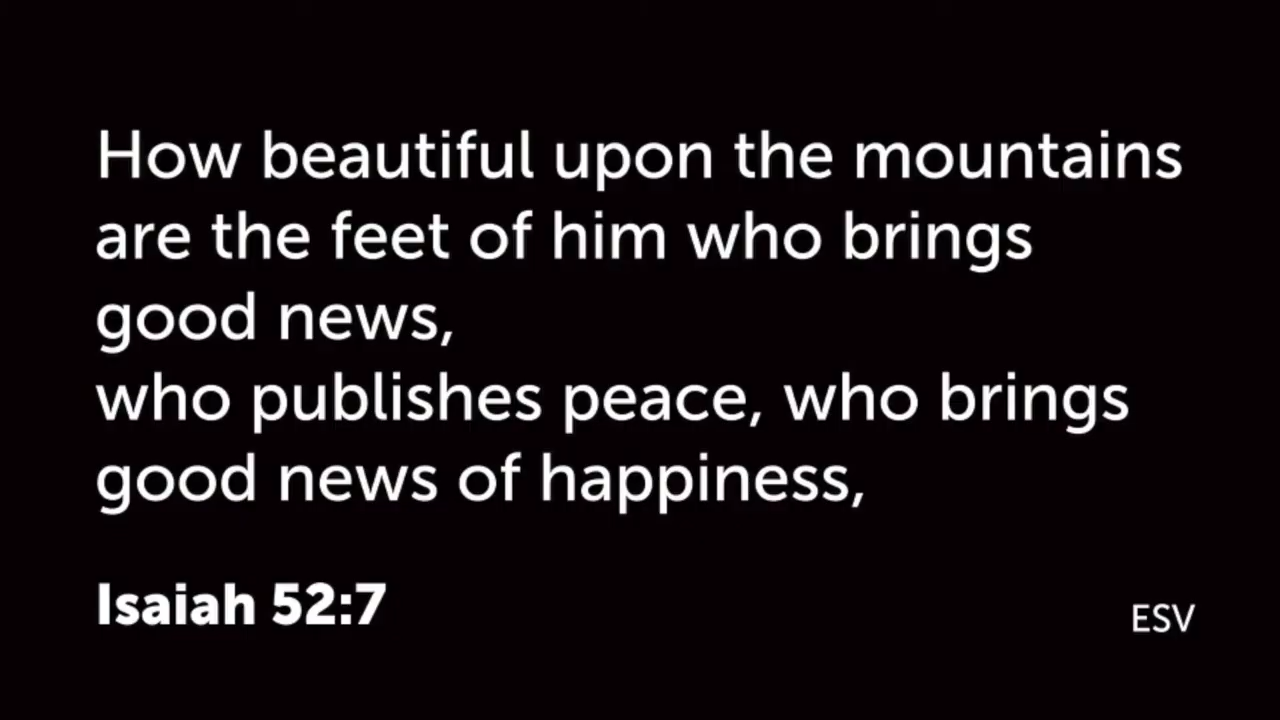 How beautiful upon the mountains
are the feet of him who brings
good news,
who publishes peace, who brings
good news of happiness,
Isaiah 52:7
ESV